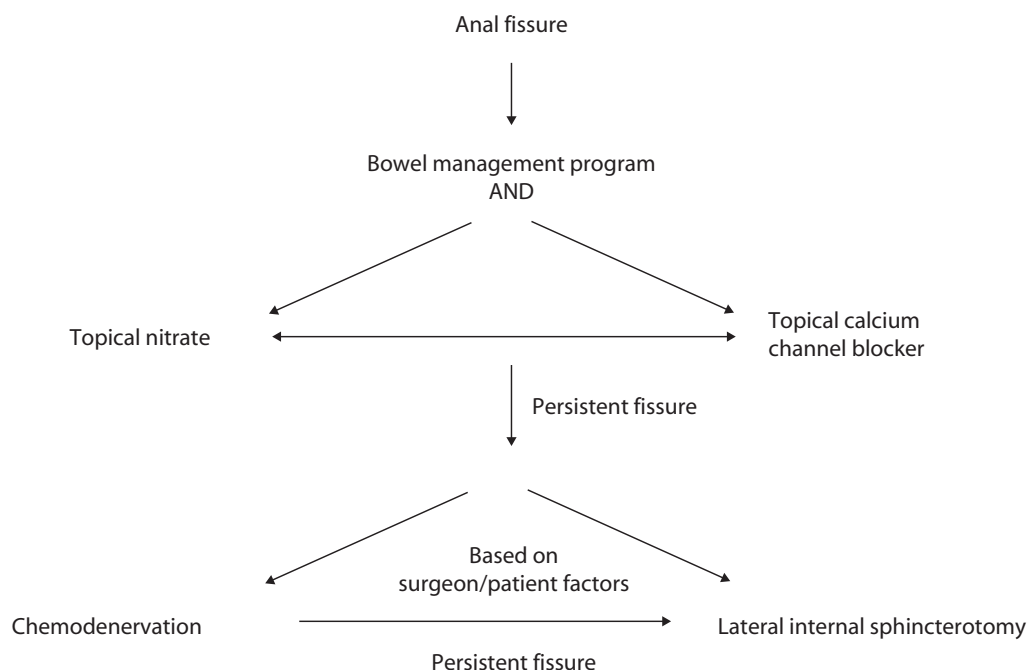 Anal fissure
Bowel management program
AND
Topical nitrate
Topical calcium
channel blocker
Persistent fissure
Based on
surgeon/patient factors
Chemodenervation
Lateral internal sphincterotomy
Persistent fissure